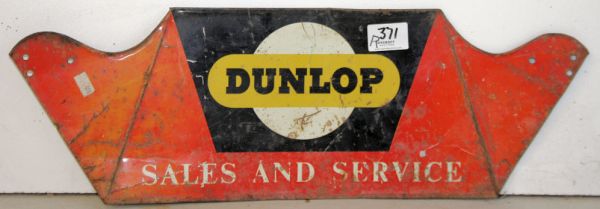 371
DUNLOP
SALES AND SERVICE